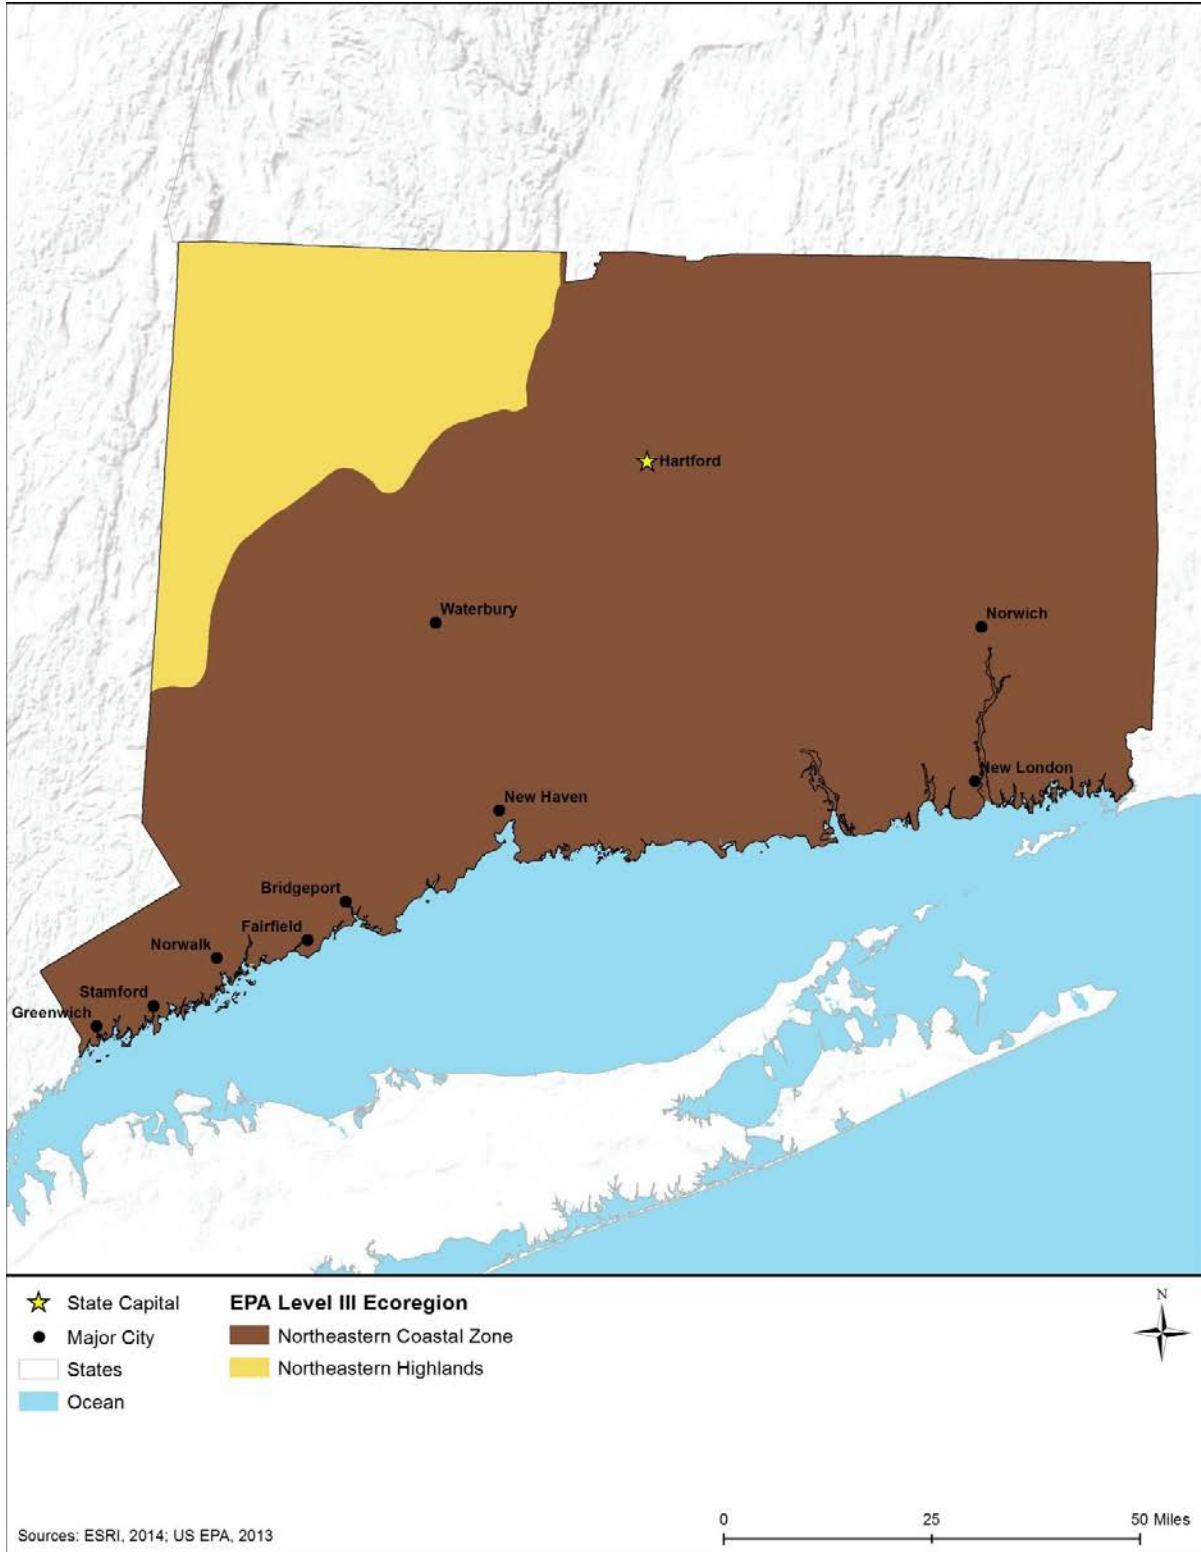 Hartford
Waterbury
Norwich
New London
New Haven
Bridgeport
Fairfield
Norwalk
Stamford
Greenwich
State Capital
Major City
States
Ocean
EPA Level III Ecoregion
Northeastern Coastal Zone
Northeastern Highlands
N
Sources: ESRI, 2014; US EPA, 2013
0 25 50 Miles